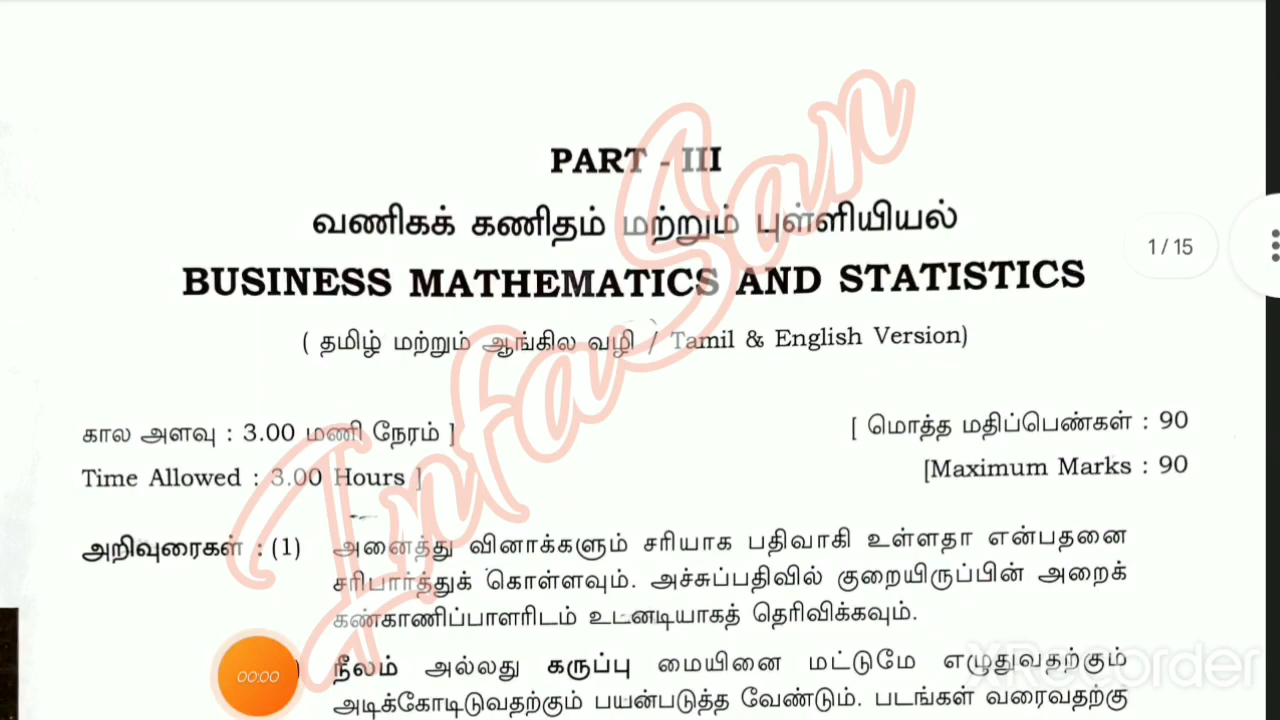 PART - III
வணிகக் கணிதம் மற்றும் புள்ளியியல்
BUSINESS MATHEMATICS AND STATISTICS
( தமிழ் மற்றும் ஆங்கில வழி / Tamil & English Version)
1 / 15
கால அளவு : 3.00 மணி நேரம் ]
[ மொத்த மதிப்பெண்கள் : 90
Time Allowed : 3.00 Hours ]
[Maximum Marks : 90
அறிவுரைகள் : (1) அனைத்து வினாக்களும் சரியாக பதிவாகி உள்ளதா என்பதனை
சரிபார்த்துக் கொள்ளவும். அச்சுப்பதிவில் குறையிருப்பின் அறைக்
கண்காணிப்பாளரிடம் உடனடியாகத் தெரிவிக்கவும்.
நீலம் அல்லது கருப்பு மையினை மட்டுமே எழுதுவதற்கும்
அடிக்கோடிடுவதற்கும் பயன்படுத்த வேண்டும். படங்கள் வரைவதற்கு
InfaSan
00:00
XRecorder